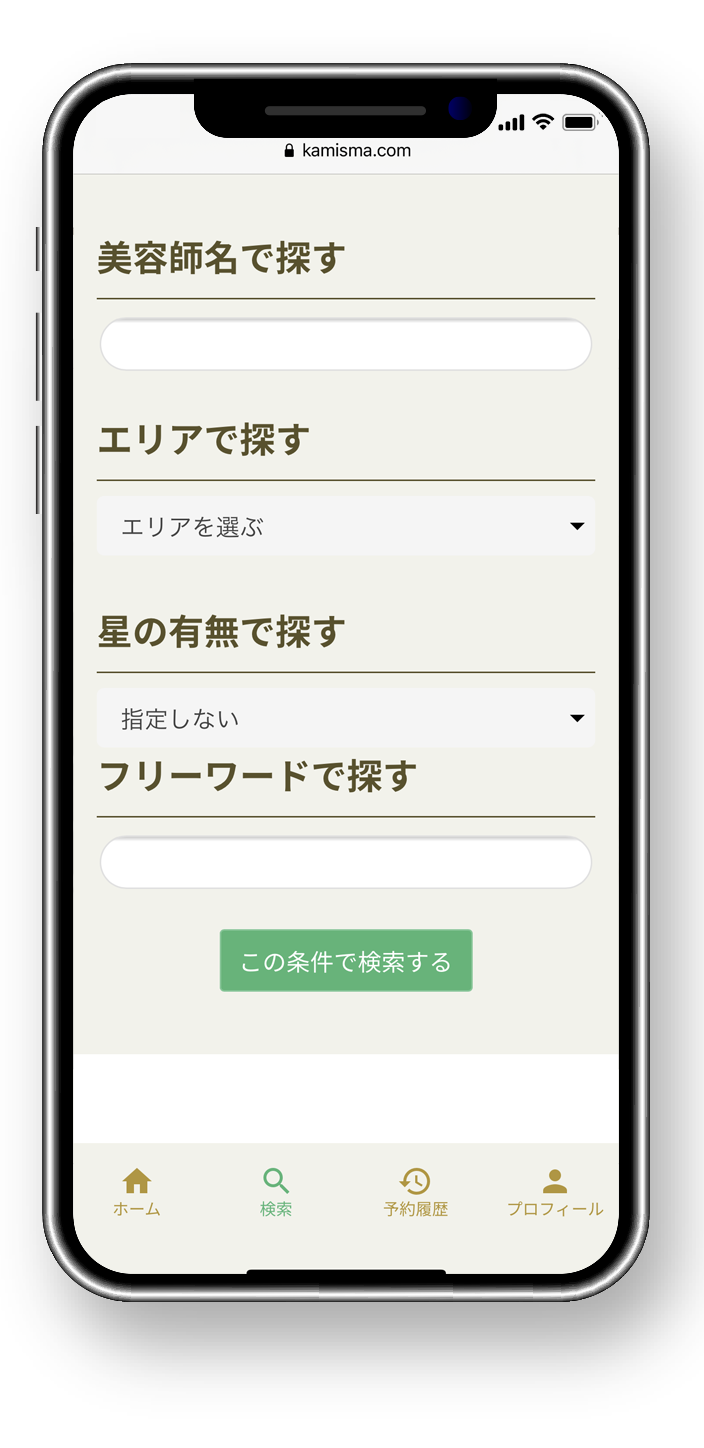 kamisma.com
美容師名で探す
エリアで探す
エリアを選ぶ
星の有無で探す
指定しない
フリーワードで探す
この条件で検索する
ホーム
検索
予約履歴
プロフィール